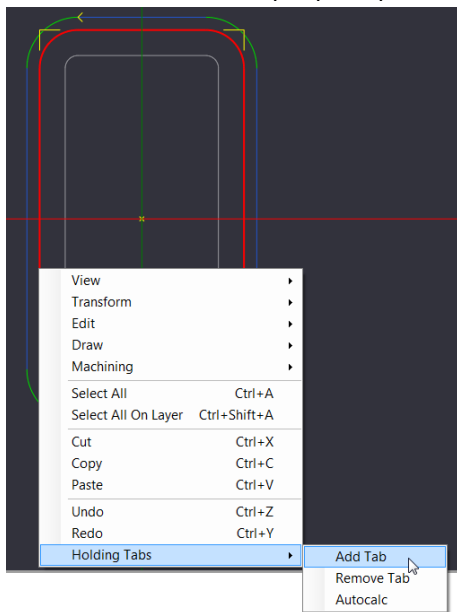 View
Transform
Edit
Draw
Machining
Select All Ctrl+A
Select All On Layer Ctrl+Shift+A
Cut Ctrl+X
Copy Ctrl+C
Paste Ctrl+V
Undo Ctrl+Z
Redo Ctrl+Y
Holding Tabs
Add Tab
Remove Tab
Autocalc